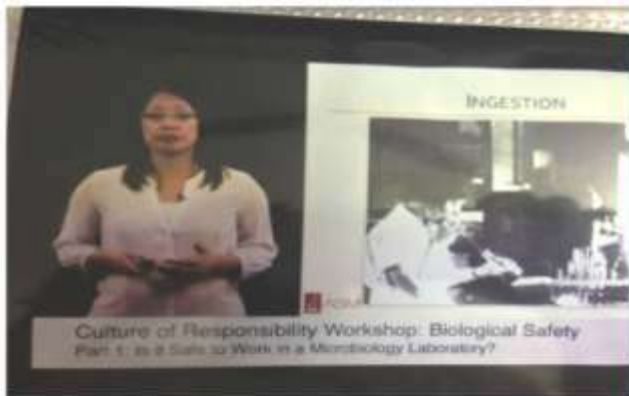 INGESTION
Culture of Responsibility Workshop: Biological Safety
Part 1: Is it Safe to Work in a Microbiology Laboratory?